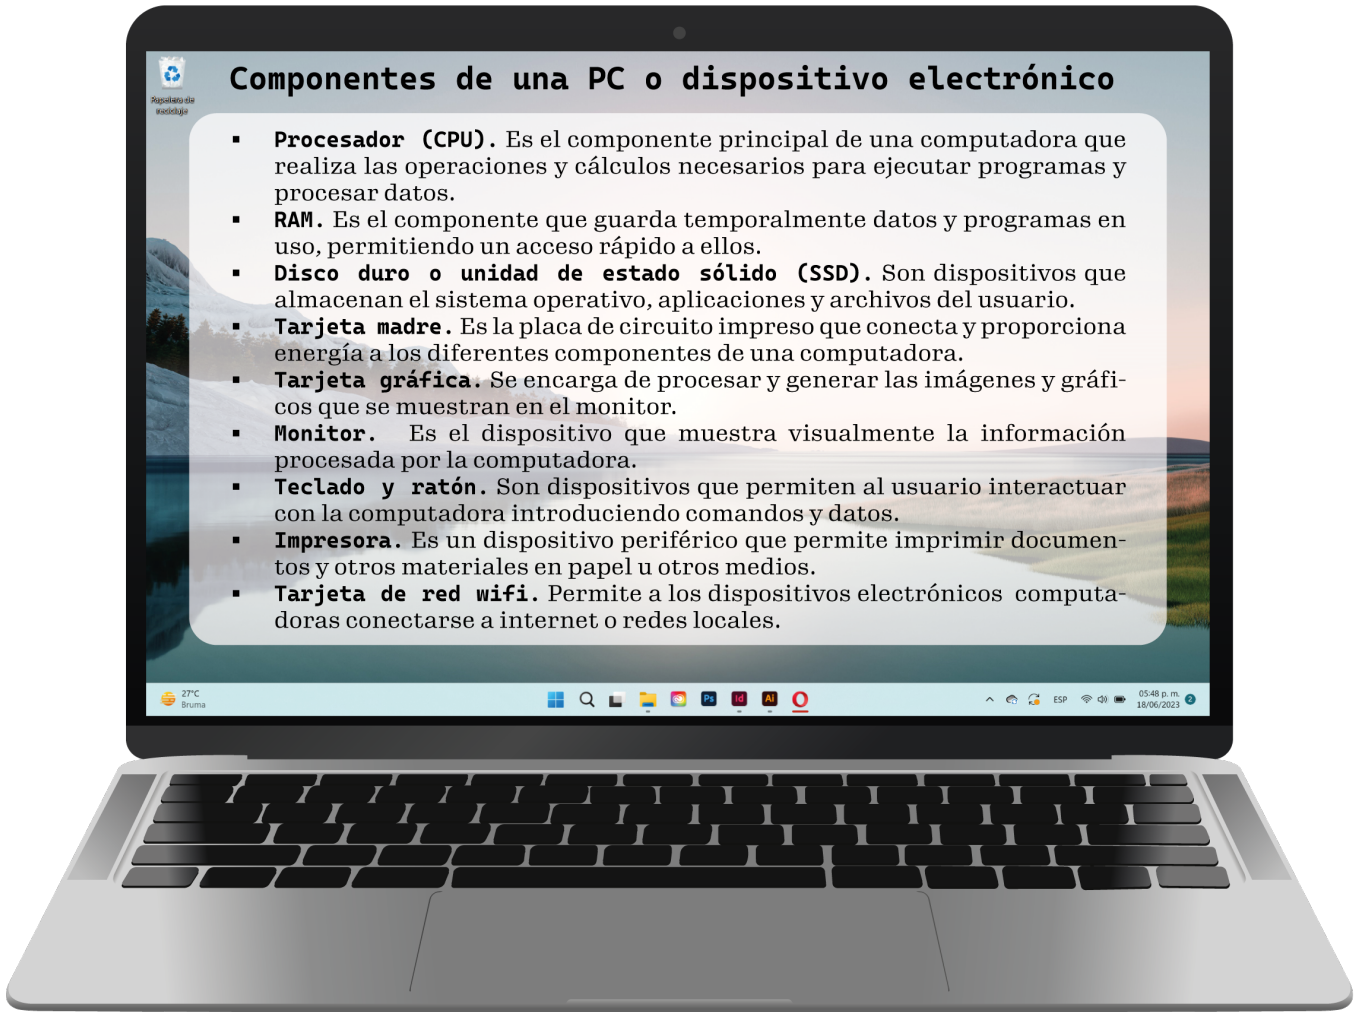 Papelera de
reciclaje
Componentes de una PC o dispositivo electrónico
▪ Procesador (CPU). Es el componente principal de una computadora que
realiza las operaciones y cálculos necesarios para ejecutar programas y
procesar datos.
▪ RAM. Es el componente que guarda temporalmente datos y programas en
uso, permitiendo un acceso rápido a ellos.
▪ Disco duro o unidad de estado sólido (SSD). Son dispositivos que
almacenan el sistema operativo, aplicaciones y archivos del usuario.
▪ Tarjeta madre. Es la placa de circuito impreso que conecta y proporciona
energía a los diferentes componentes de una computadora.
▪ Tarjeta gráfica. Se encarga de procesar y generar las imágenes y gráfi-
cos que se muestran en el monitor.
▪ Monitor. Es el dispositivo que muestra visualmente la información
procesada por la computadora.
▪ Teclado y ratón. Son dispositivos que permiten al usuario interactuar
con la computadora introduciendo comandos y datos.
▪ Impresora. Es un dispositivo periférico que permite imprimir documen-
tos y otros materiales en papel u otros medios.
▪ Tarjeta de red wifi. Permite a los dispositivos electrónicos computa-
doras conectarse a internet o redes locales.
27°C
Bruma
Ps Id Ai
ESP
05:48 p. m.
18/06/2023
2